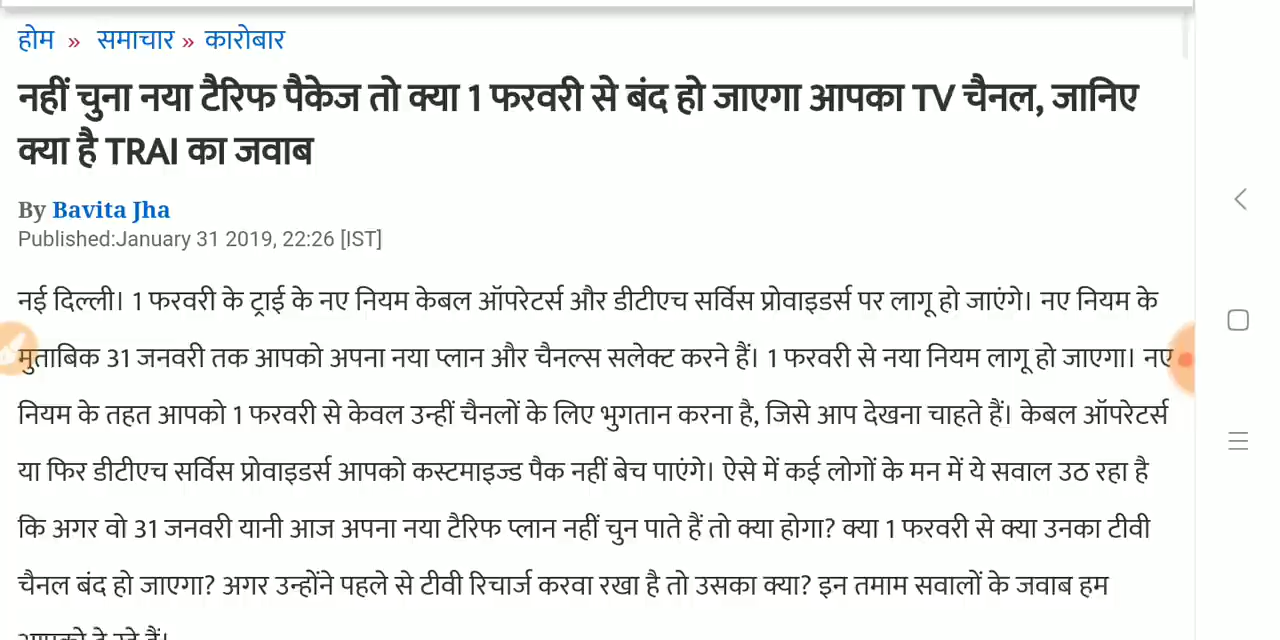 होम » समाचार » कारोबार
नहीं चुना नया टैरिफ पैकेज तो क्या 1 फरवरी से बंद हो जाएगा आपका TV चैनल, जानिए
क्या है TRAI का जवाब
By Bavita Jha
Published:January 31 2019, 22:26 [IST]
नई दिल्ली। 1 फरवरी के ट्राई के नए नियम केबल ऑपरेटर्स और डीटीएच सर्विस प्रोवाइडर्स पर लागू हो जाएंगे। नए नियम के
मुताबिक 31 जनवरी तक आपको अपना नया प्लान और चैनल्स सलेक्ट करने हैं। 1 फरवरी से नया नियम लागू हो जाएगा। नए
नियम के तहत आपको 1 फरवरी से केवल उन्हीं चैनलों के लिए भुगतान करना है, जिसे आप देखना चाहते हैं। केबल ऑपरेटर्स
या फिर डीटीएच सर्विस प्रोवाइडर्स आपको कस्टमाइज्ड पैक नहीं बेच पाएंगे। ऐसे में कई लोगों के मन में ये सवाल उठ रहा है
कि अगर वो 31 जनवरी यानी आज अपना नया टैरिफ प्लान नहीं चुन पाते हैं तो क्या होगा? क्या 1 फरवरी से क्या उनका टीवी
चैनल बंद हो जाएगा? अगर उन्होंने पहले से टीवी रिचार्ज करवा रखा है तो उसका क्या? इन तमाम सवालों के जवाब हम
आपको दे रहे हैं।